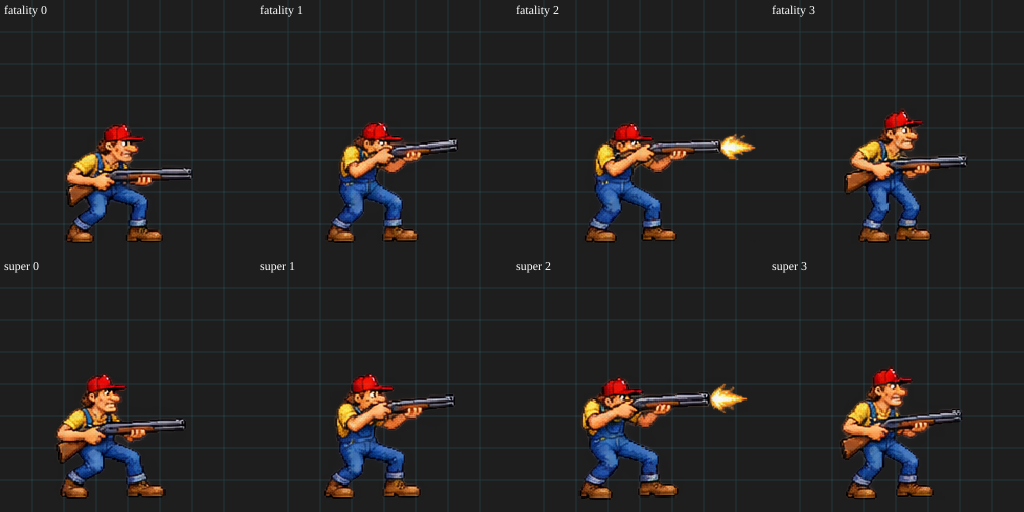 fatality 0
fatality 1
fatality 2
fatality 3
super 0
super 1
super 2
super 3